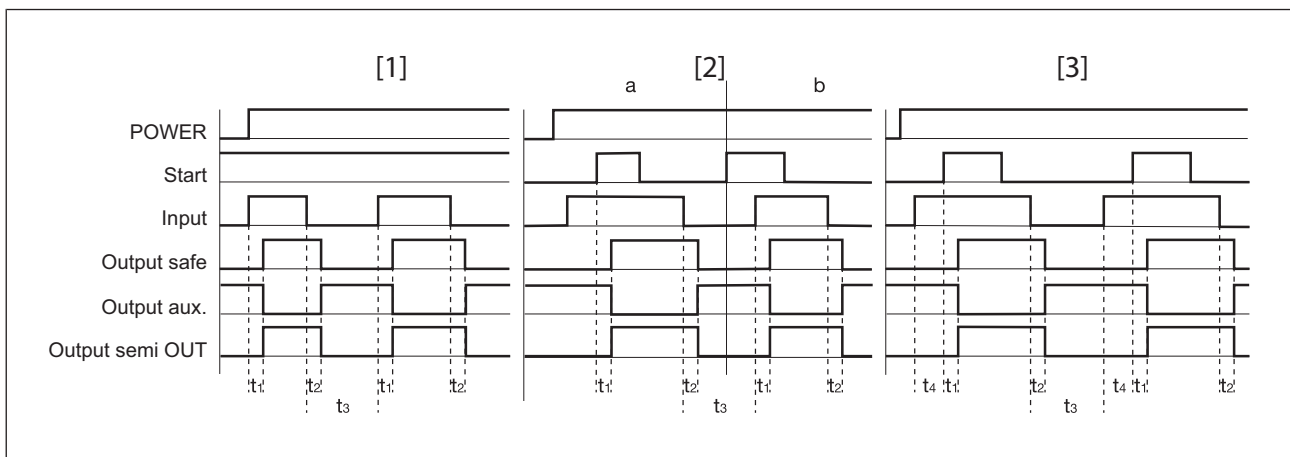 [1] [2] [3]
a b
POWER
Start
Input
Output safe
Output aux.
Output semi OUT
t1 t2 t1 t2 t1 t2 t1 t2 t4 t1 t2 t4 t1 t2
t3 t3 t3